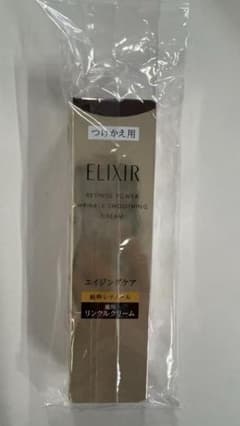 つけかえ用
ELIXIR
RETINOL POWER
WRINKLE SMOOTHING
CREAM
エイジングケア
純粋レチノール
薬用
リンクルクリーム